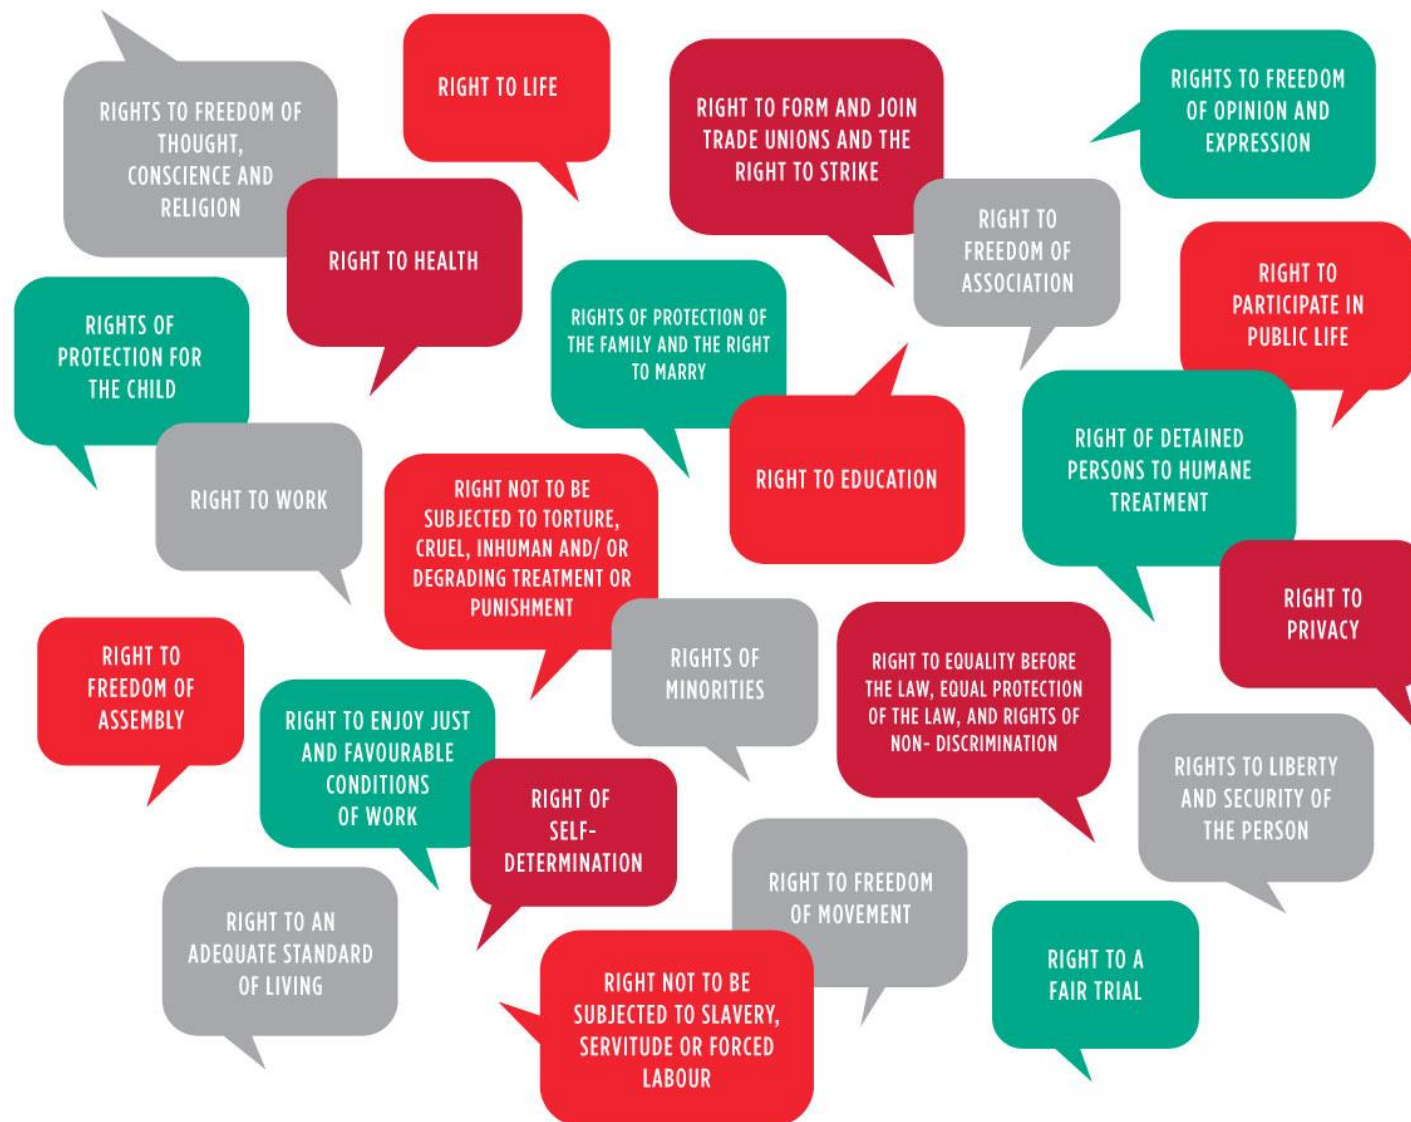 RIGHTS TO FREEDOM OF
THOUGHT,
CONSCIENCE AND
RELIGION
RIGHT TO LIFE
RIGHT TO FORM AND JOIN
TRADE UNIONS AND THE
RIGHT TO STRIKE
RIGHTS TO FREEDOM
OF OPINION AND
EXPRESSION
RIGHT TO HEALTH
RIGHT TO
FREEDOM OF
ASSOCIATION
RIGHT TO
PARTICIPATE IN
PUBLIC LIFE
RIGHTS OF
PROTECTION FOR
THE CHILD
RIGHTS OF PROTECTION OF
THE FAMILY AND THE RIGHT
TO MARRY
RIGHT TO WORK
RIGHT NOT TO BE
SUBJECTED TO TORTURE,
CRUEL, INHUMAN AND/ OR
DEGRADING TREATMENT OR
PUNISHMENT
RIGHT TO EDUCATION
RIGHT OF DETAINED
PERSONS TO HUMANE
TREATMENT
RIGHT TO
PRIVACY
RIGHT TO
FREEDOM OF
ASSEMBLY
RIGHTS OF
MINORITIES
RIGHT TO EQUALITY BEFORE
THE LAW, EQUAL PROTECTION
OF THE LAW, AND RIGHTS OF
NON- DISCRIMINATION
RIGHT TO ENJOY JUST
AND FAVOURABLE
CONDITIONS
OF WORK
RIGHT OF
SELF-
DETERMINATION
RIGHTS TO LIBERTY
AND SECURITY OF
THE PERSON
RIGHT TO AN
ADEQUATE STANDARD
OF LIVING
RIGHT TO FREEDOM
OF MOVEMENT
RIGHT NOT TO BE
SUBJECTED TO SLAVERY,
SERVITUDE OR FORCED
LABOUR
RIGHT TO A
FAIR TRIAL